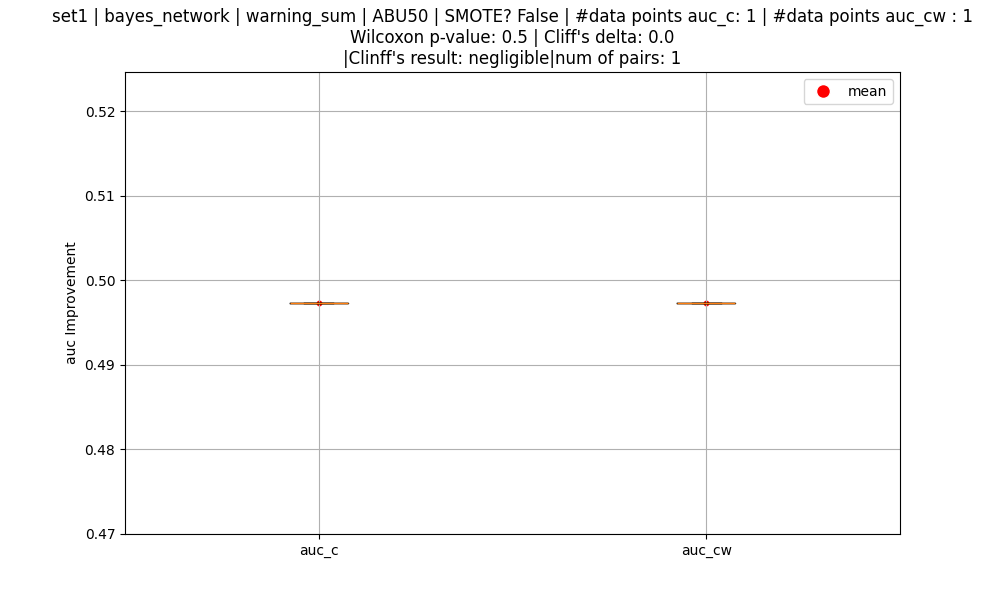 set1 | bayes_network | warning_sum | ABU50 | SMOTE? False | #data points auc_c: 1 | #data points auc_cw : 1
Wilcoxon p-value: 0.5 | Cliff's delta: 0.0
|Clinff's result: negligible|num of pairs: 1
mean
0.52
0.51
0.50
0.49
0.48
0.47
auc Improvement
auc_c
auc_cw